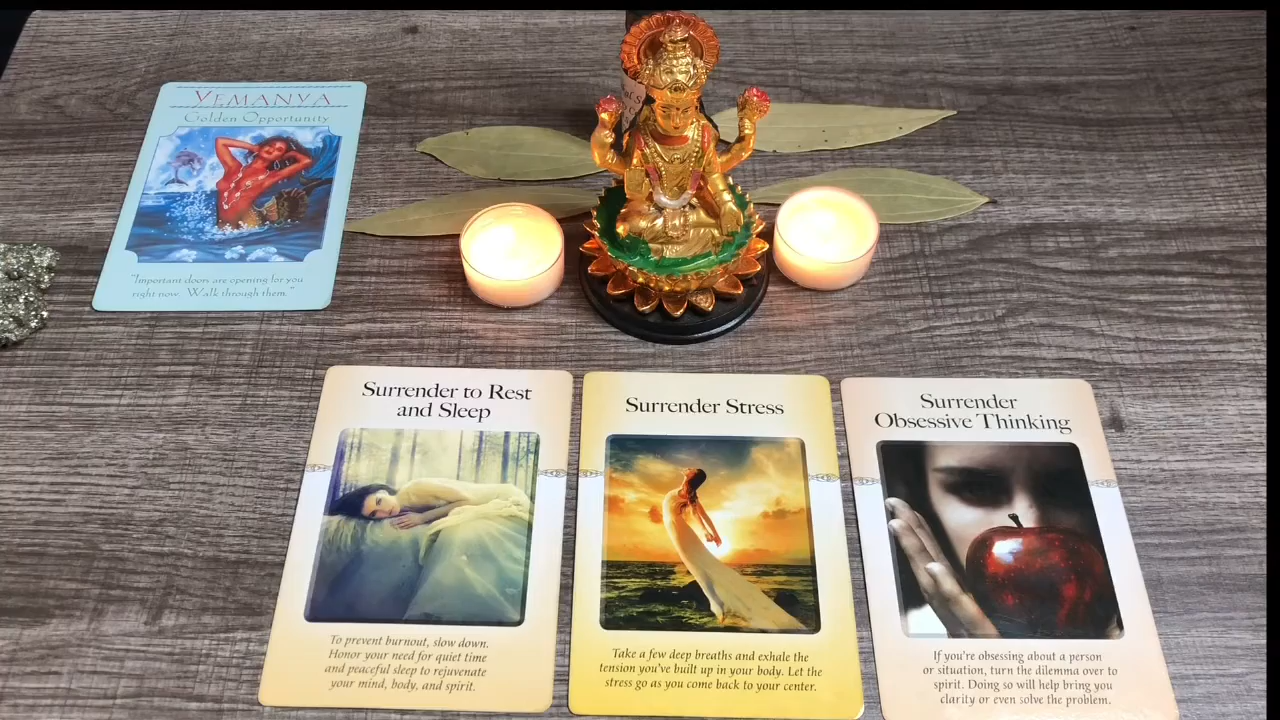 YEMANYA
Golden Opportunity
"Important doors are opening for you
right now. Walk through them."
Surrender to Rest
and Sleep
To prevent burnout, slow down.
Honor your need for quiet time
and peaceful sleep to rejuvenate
your mind, body, and spirit.
Surrender Stress
Take a few deep breaths and exhale the
tension you've built up in your body. Let the
stress go as you come back to your center.
Surrender
Obsessive Thinking
If you're obsessing about a person
or situation, turn the dilemma over to
spirit. Doing so will help bring you
clarity or even solve the problem.